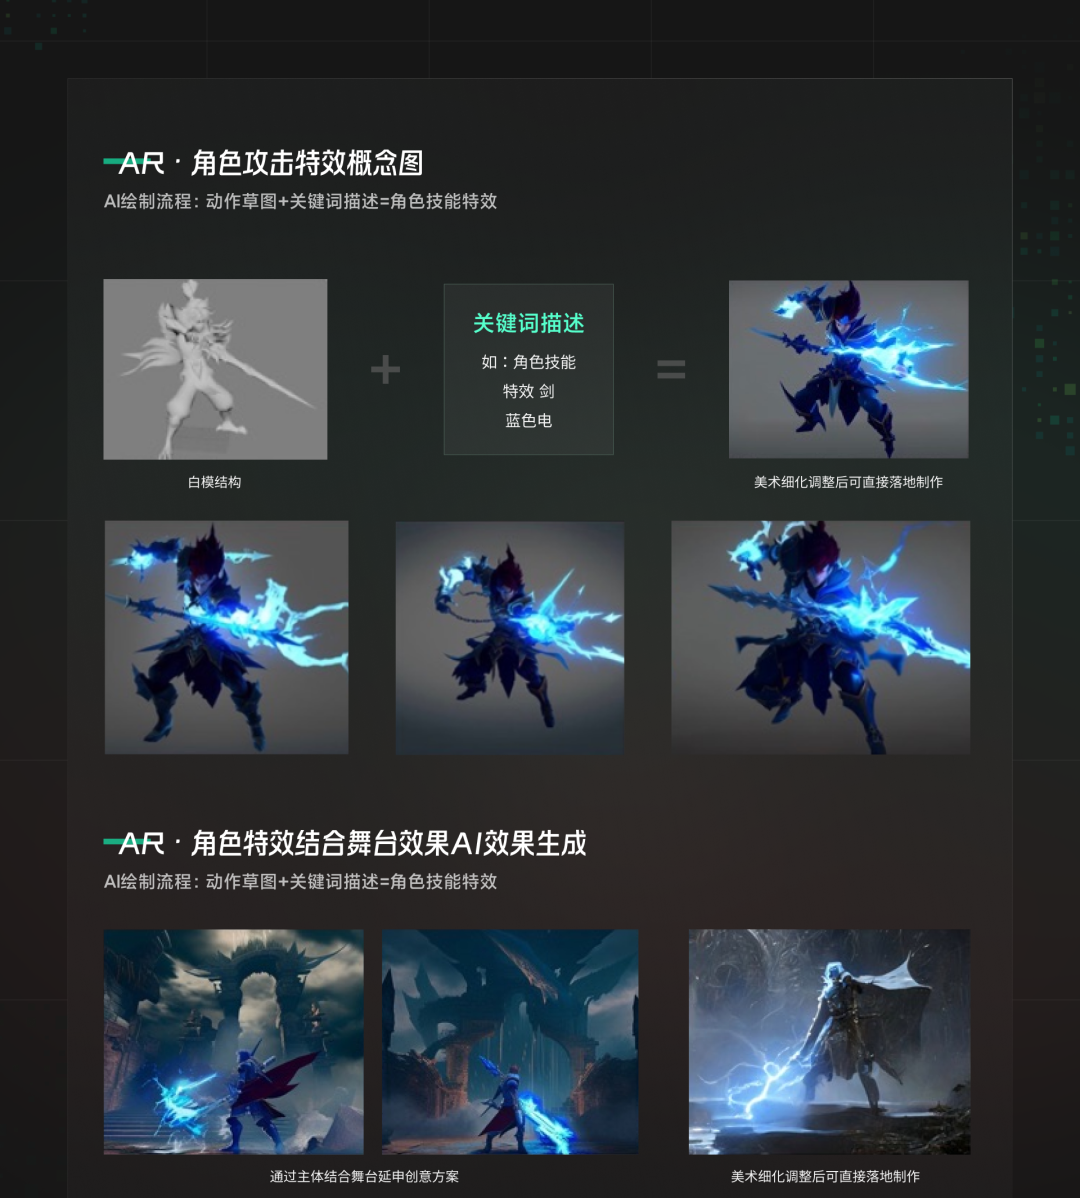 AR · 角色攻击特效概念图
AI绘制流程：动作草图+关键词描述=角色技能特效
+
关键词描述
如：角色技能
特效 剑
蓝色电
=
白模结构
美术细化调整后可直接落地制作
AR · 角色特效结合舞台效果AI效果生成
AI绘制流程：动作草图+关键词描述=角色技能特效
通过主体结合舞台延申创意方案
美术细化调整后可直接落地制作